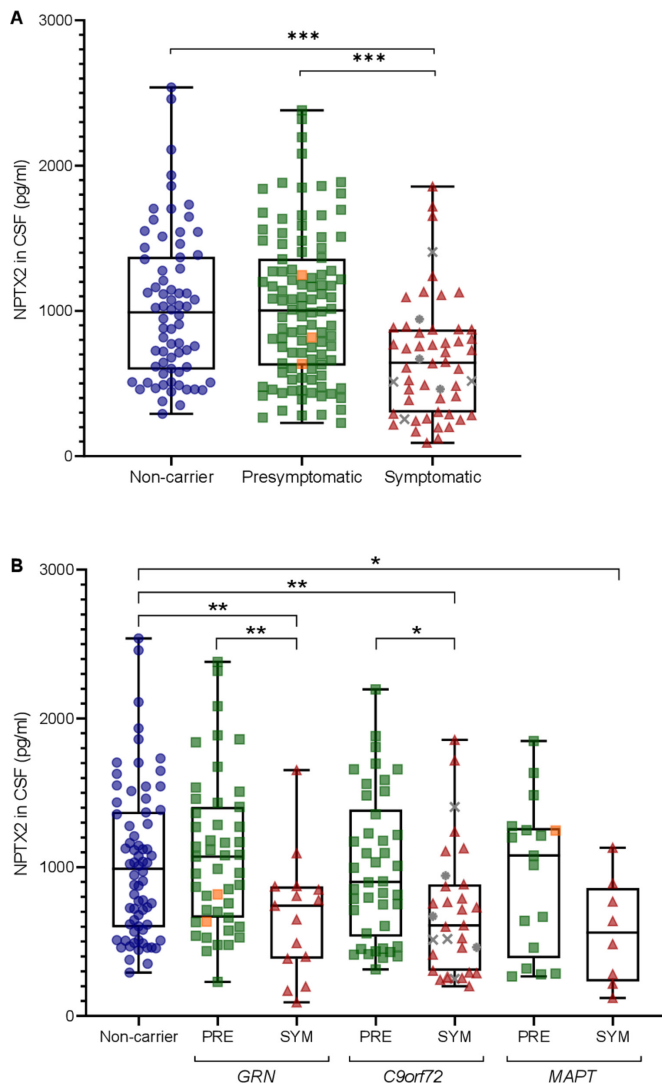 A
3000
***
***
2000
1000
0
NPTX2 in CSF (pg/ml)
Non-carrier Presymptomatic Symptomatic
B
3000
*
**
**
**
*
2000
1000
0
NPTX2 in CSF (pg/ml)
Non-carrier PRE SYM PRE SYM PRE SYM
GRN C9orf72 MAPT